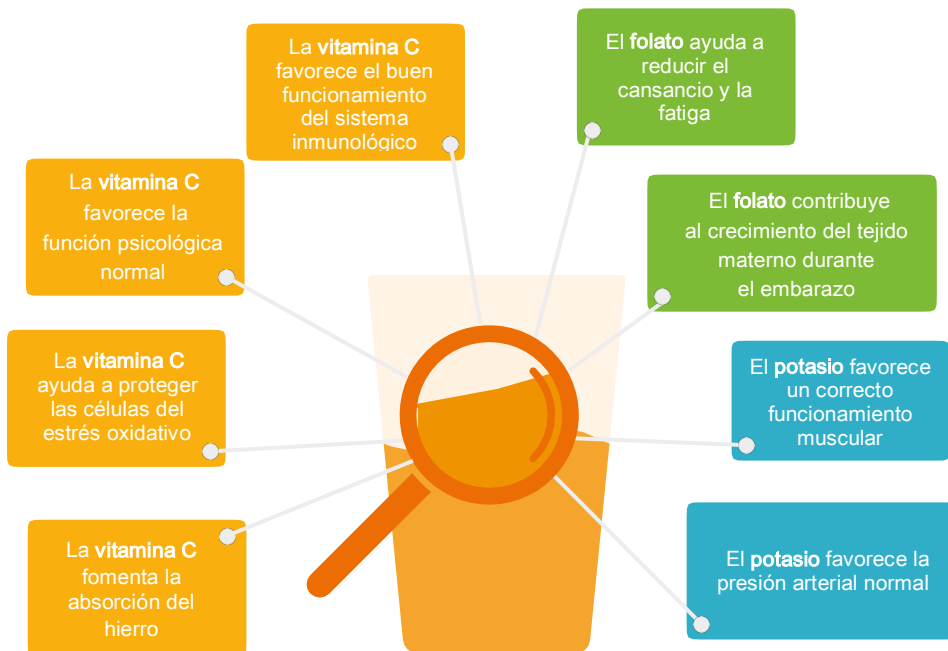 La vitamina C
favorece el buen
funcionamiento
del sistema
inmunológico
El folato ayuda a
reducir el
cansancio y la
fatiga
La vitamina C
favorece la
función psicológica
normal
El folato contribuye
al crecimiento del tejido
materno durante
el embarazo
La vitamina C
ayuda a proteger
las células del
estrés oxidativo
El potasio favorece
un correcto
funcionamiento
muscular
La vitamina C
fomenta la
absorción del
hierro
El potasio favorece la
presión arterial normal